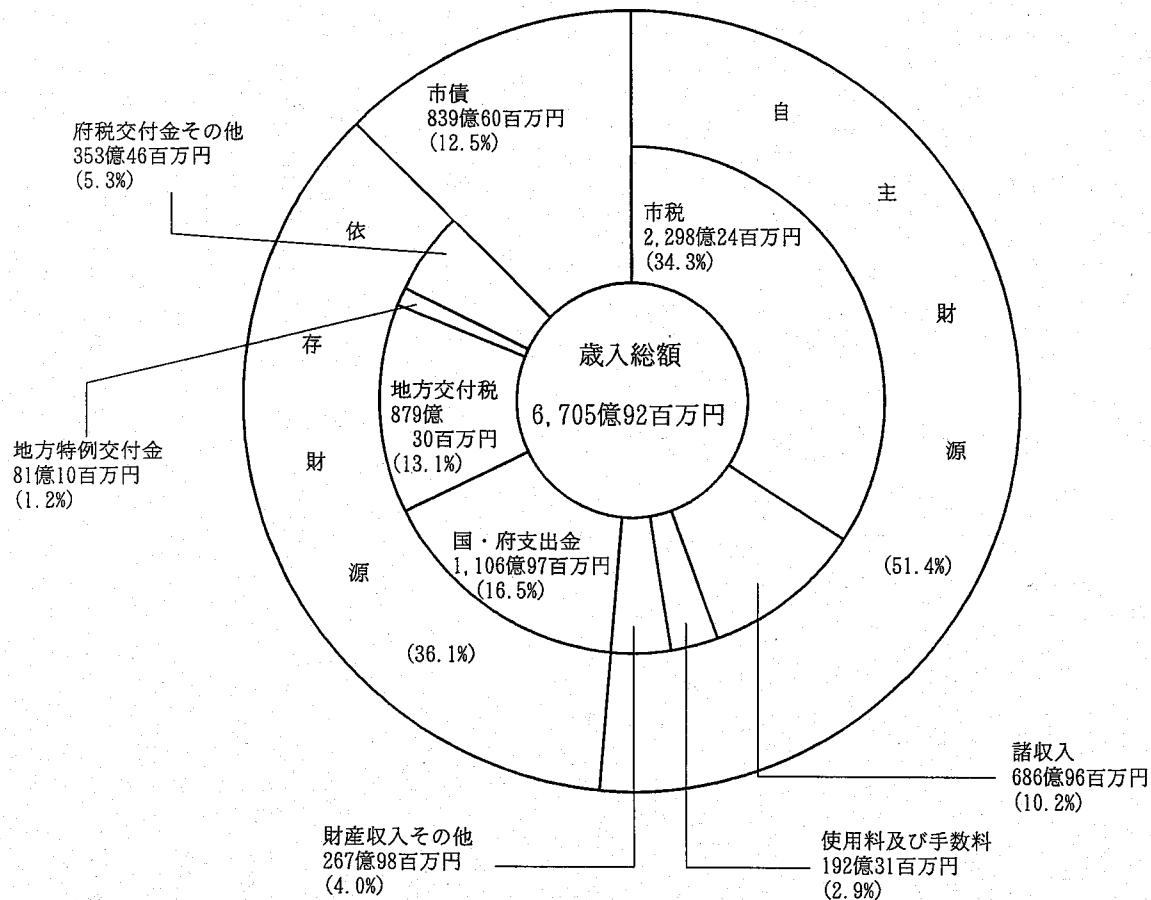 市債
839億60百万円
(12.5%)
府税交付金その他
353億46百万円
(5.3%)
地方特例交付金
81億10百万円
(1.2%)
地方交付税
879億
30百万円
(13.1%)
国・府支出金
1,106億97百万円
(16.5%)
依存財源
(36.1%)
歳入総額
6,705億92百万円
市税
2,298億24百万円
(34.3%)
自主財源
(51.4%)
諸収入
686億96百万円
(10.2%)
使用料及び手数料
192億31百万円
(2.9%)
財産収入その他
267億98百万円
(4.0%)